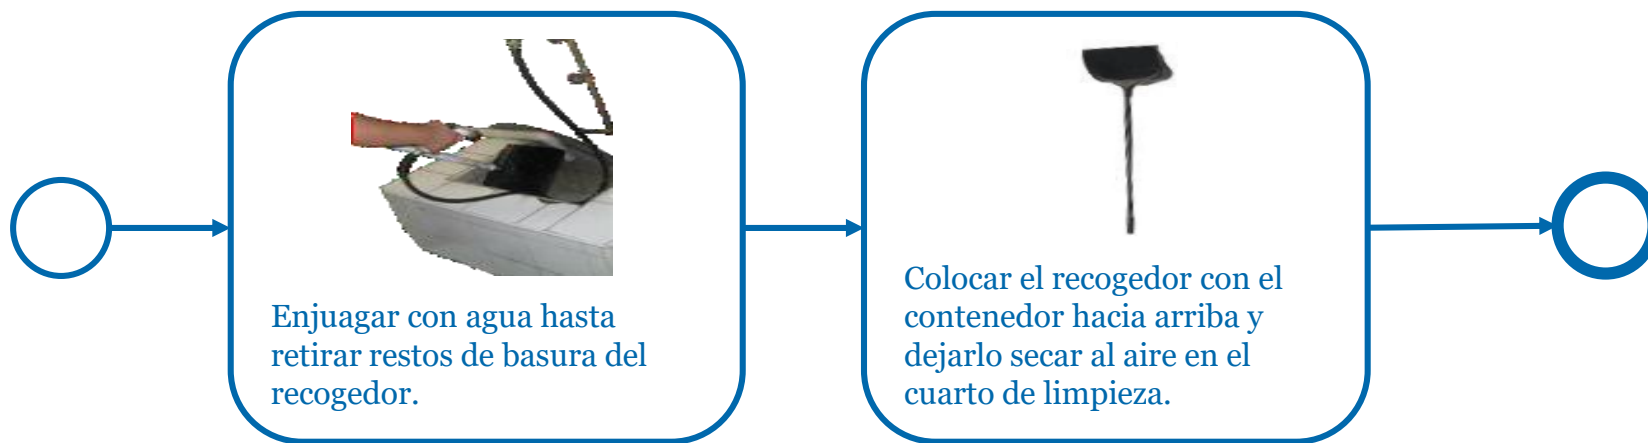 Enjuagar con agua hasta
retirar restos de basura del
recogedor.
Colocar el recogedor con el
contenedor hacia arriba y
dejarlo secar al aire en el
cuarto de limpieza.